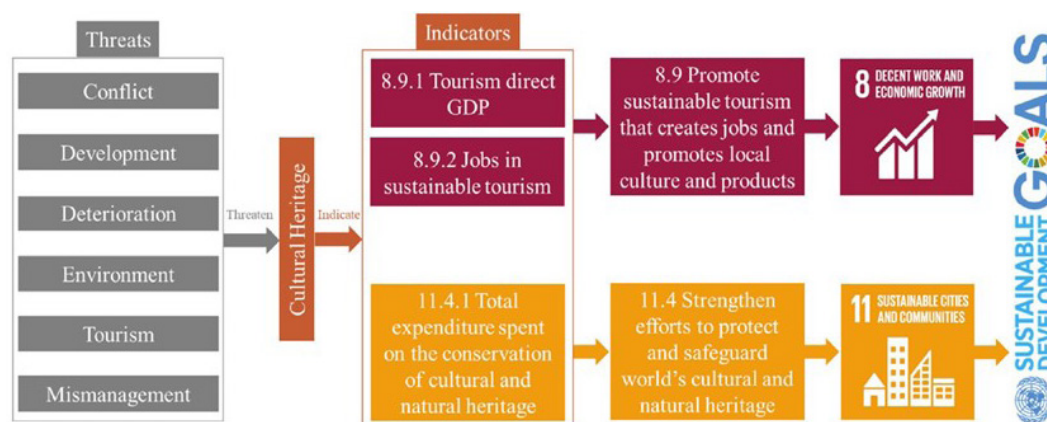 Threats
Conflict
Development
Deterioration
Environment
Tourism
Mismanagement
Threaten
Cultural Heritage
Indicate
Indicators
8.9.1 Tourism direct
GDP
8.9.2 Jobs in
sustainable tourism
11.4.1 Total
expenditure spent
on the conservation
of cultural and
natural heritage
8.9 Promote
sustainable tourism
that creates jobs and
promotes local
culture and products
11.4 Strengthen
efforts to protect
and safeguard
world's cultural and
natural heritage
8 DECENT WORK AND
ECONOMIC GROWTH
11 SUSTAINABLE CITIES
AND COMMUNITIES
SUSTAINABLE
DEVELOPMENT
GOALS